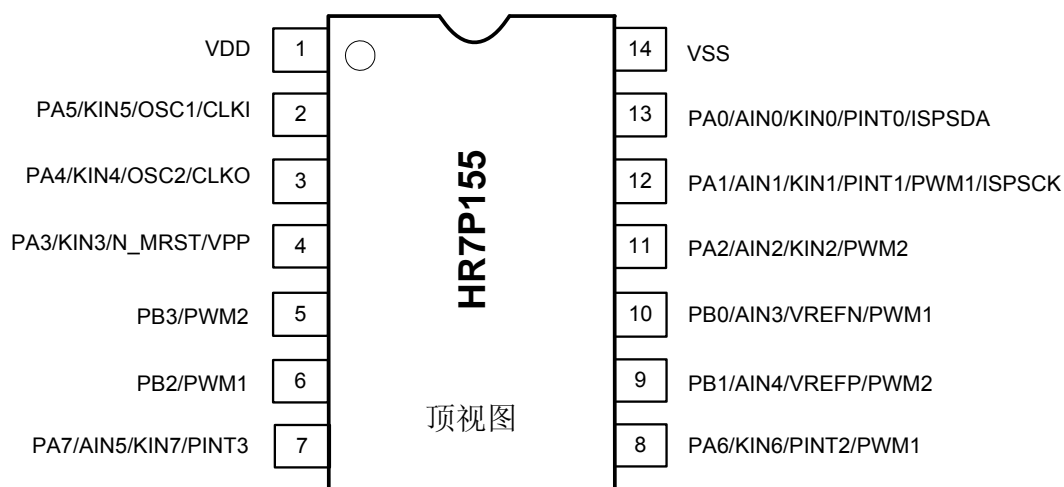 VDD 1 14 VSS
PA5/KIN5/OSC1/CLKI 2 13 PA0/AIN0/KIN0/PINT0/ISPSDA
PA4/KIN4/OSC2/CLKO 3 12 PA1/AIN1/KIN1/PINT1/PWM1/ISPSCK
PA3/KIN3/N_MRST/VPP 4 11 PA2/AIN2/KIN2/PWM2
HR7P155
PB3/PWM2 5 10 PB0/AIN3/VREFN/PWM1
PB2/PWM1 6 9 PB1/AIN4/VREFP/PWM2
顶视图
PA7/AIN5/KIN7/PINT3 7 8 PA6/KIN6/PINT2/PWM1